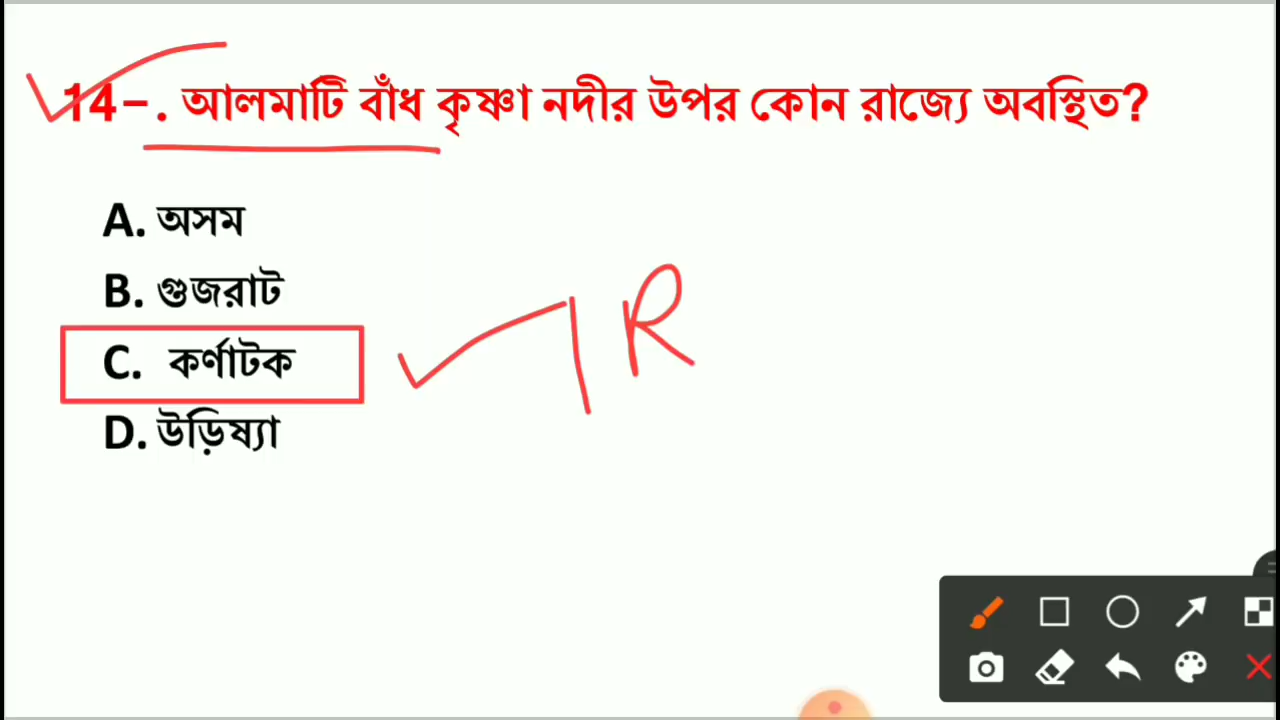 14-. আলমাটি বাঁধ কৃষ্ণা নদীর উপর কোন রাজ্যে অবস্থিত?
A. অসম
B. গুজরাট
C. কর্ণাটক
D. উড়িষ্যা
R